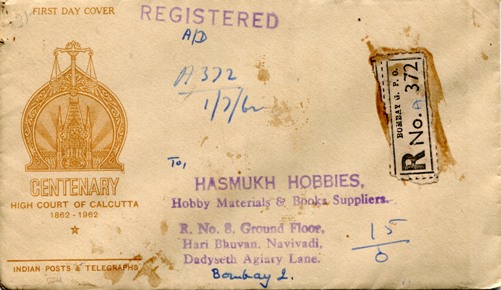 FIRST DAY COVER
REGISTERED
A/D
A 372
1/7/62
BOMBAY G. P. O.
R No. A 372
CENTENARY
HIGH COURT OF CALCUTTA
1862-1962
INDIAN POSTS & TELEGRAPHS
To,
HASMUKH HOBBIES,
Hobby Materials & Books Suppliers.
R. No. 8, Ground Floor,
Hari Bhuvan, Navivadi,
Dadyseth Agiary Lane.
Bombay 2.
15/0